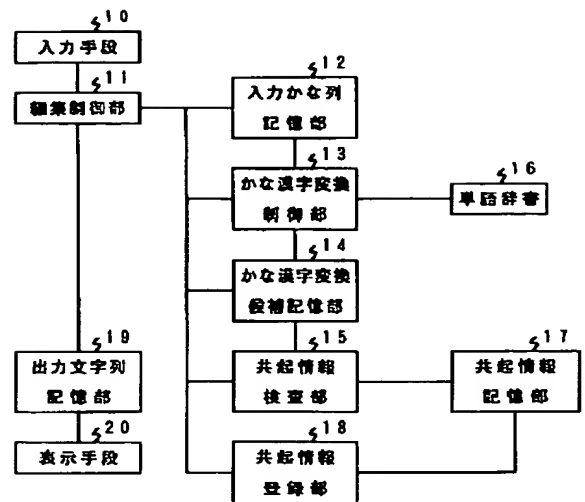 10
入力手段
11
編集制御部
12
入力かな列
記憶部
13
かな漢字変換
制御部
16
単語辞書
14
かな漢字変換
候補記憶部
15
共起情報
検査部
17
共起情報
記憶部
19
出力文字列
記憶部
18
共起情報
登録部
20
表示手段